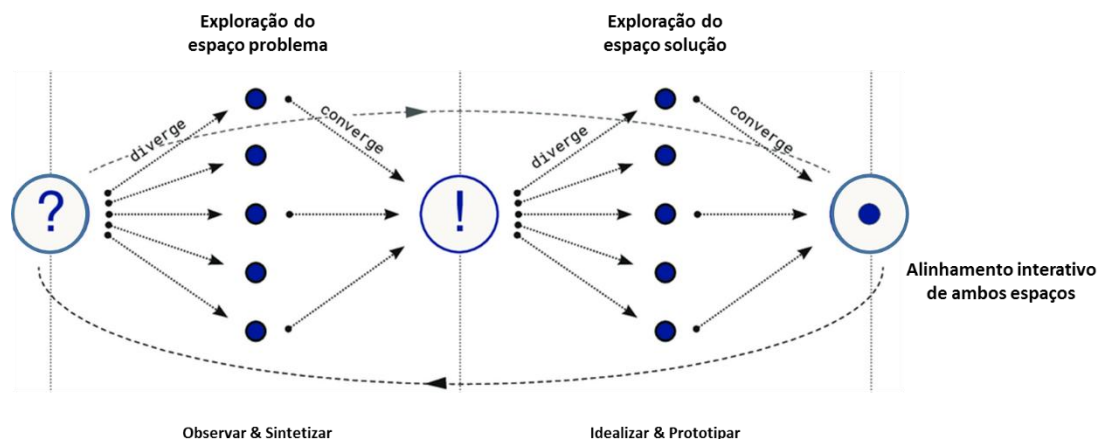 Exploração do
espaço problema
Exploração do
espaço solução
diverge
converge
diverge
converge
?
!
Alinhamento interativo
de ambos espaços
Observar & Sintetizar
Idealizar & Prototipar